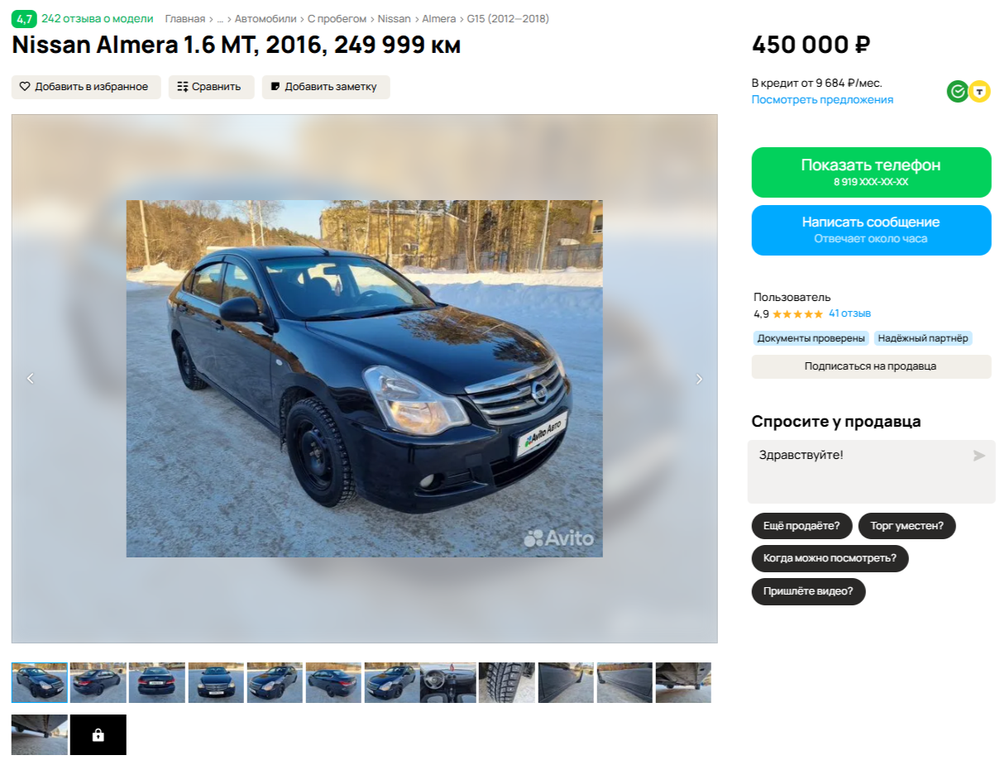 4,7 242 отзыва о модели Главная > ... > Автомобили > С пробегом > Nissan > Almera > G15 (2012—2018)
Nissan Almera 1.6 MT, 2016, 249 999 км
Добавить в избранное Сравнить Добавить заметку
Avito Авто
Avito
450 000 ₽
В кредит от 9 684 ₽/мес.
Посмотреть предложения
Т
Показать телефон
8 919 XXX-XX-XX
Написать сообщение
Отвечает около часа
Пользователь
4,9 ★★★★★ 41 отзыв
Документы проверены Надёжный партнёр
Подписаться на продавца
Спросите у продавца
Здравствуйте!
Ещё продаёте? Торг уместен?
Когда можно посмотреть?
Пришлёте видео?